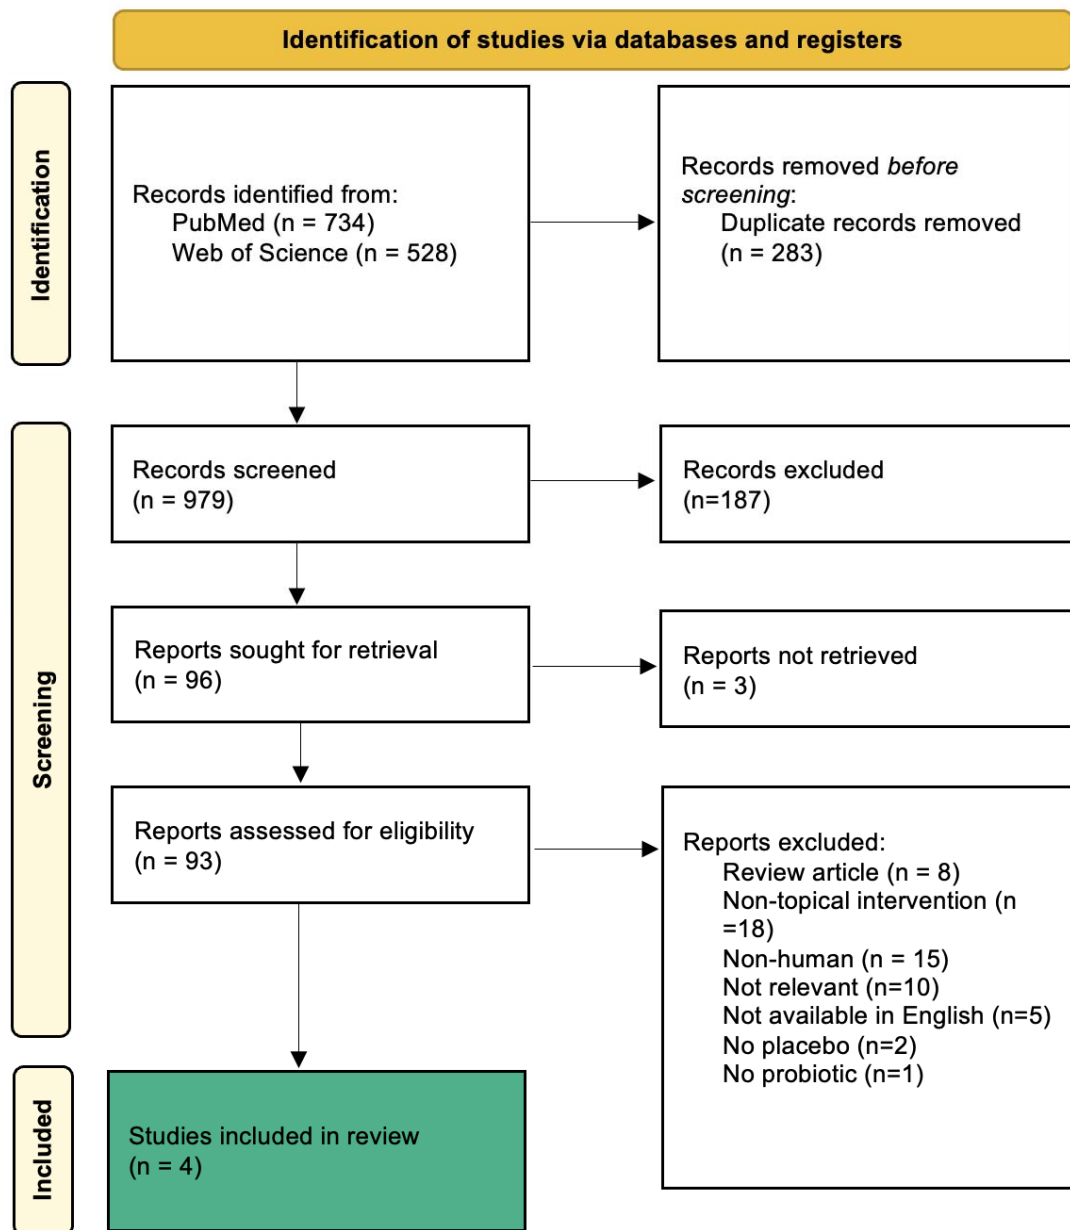 Identification of studies via databases and registers
Identification
Records identified from:
PubMed (n = 734)
Web of Science (n = 528)
Records removed before
screening:
Duplicate records removed
(n = 283)
Screening
Records screened
(n = 979)
Records excluded
(n=187)
Reports sought for retrieval
(n = 96)
Reports not retrieved
(n = 3)
Reports assessed for eligibility
(n = 93)
Reports excluded:
Review article (n = 8)
Non-topical intervention (n
=18)
Non-human (n = 15)
Not relevant (n=10)
Not available in English (n=5)
No placebo (n=2)
No probiotic (n=1)
Included
Studies included in review
(n = 4)